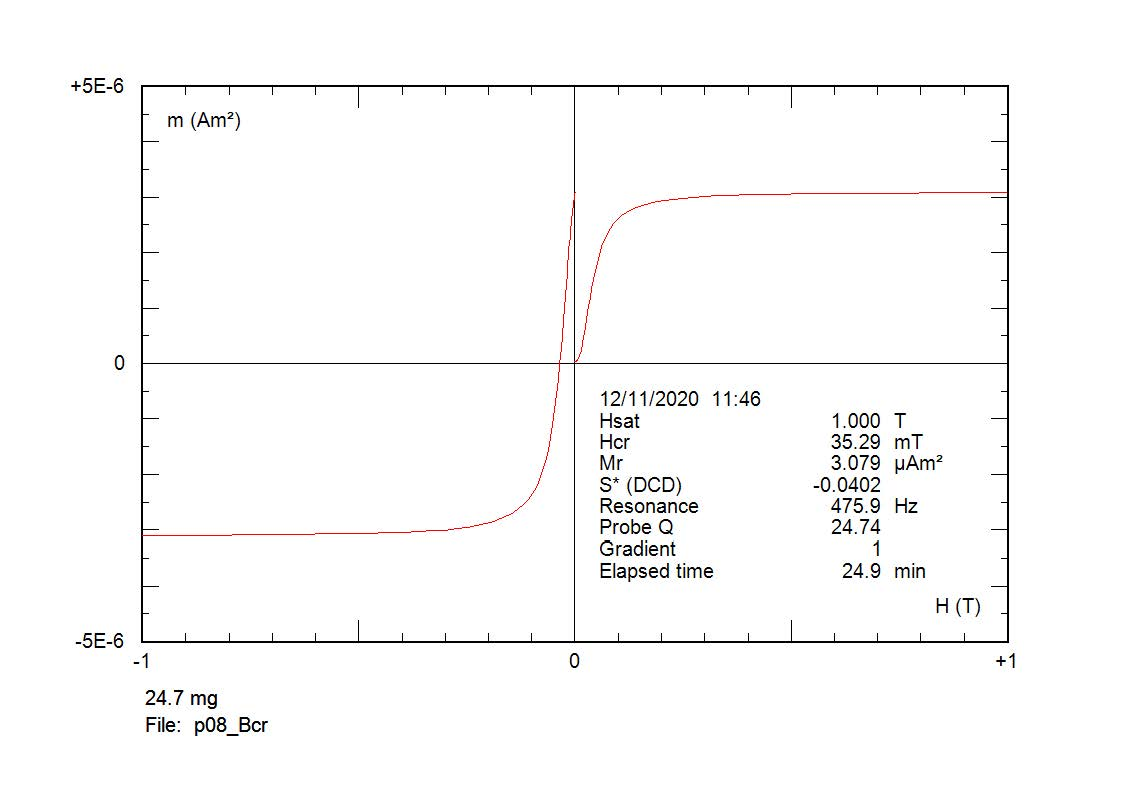 +5E-6
m (Am²)
0
12/11/2020 11:46
Hsat 1.000 T
Hcr 35.29 mT
Mr 3.079 µAm²
S* (DCD) -0.0402
Resonance 475.9 Hz
Probe Q 24.74
Gradient 1
Elapsed time 24.9 min
H (T)
-5E-6
-1 0 +1
24.7 mg
File: p08_Bcr